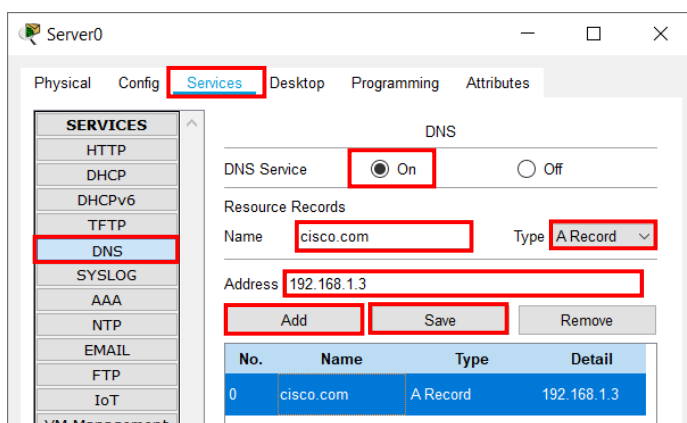 Server0
Physical Config Services Desktop Programming Attributes
SERVICES
HTTP
DHCP
DHCPv6
TFTP
DNS
SYSLOG
AAA
NTP
EMAIL
FTP
IoT
VM Management
DNS
DNS Service On Off
Resource Records
Name cisco.com Type A Record
Address 192.168.1.3
Add Save Remove
No. Name Type Detail
0 cisco.com A Record 192.168.1.3